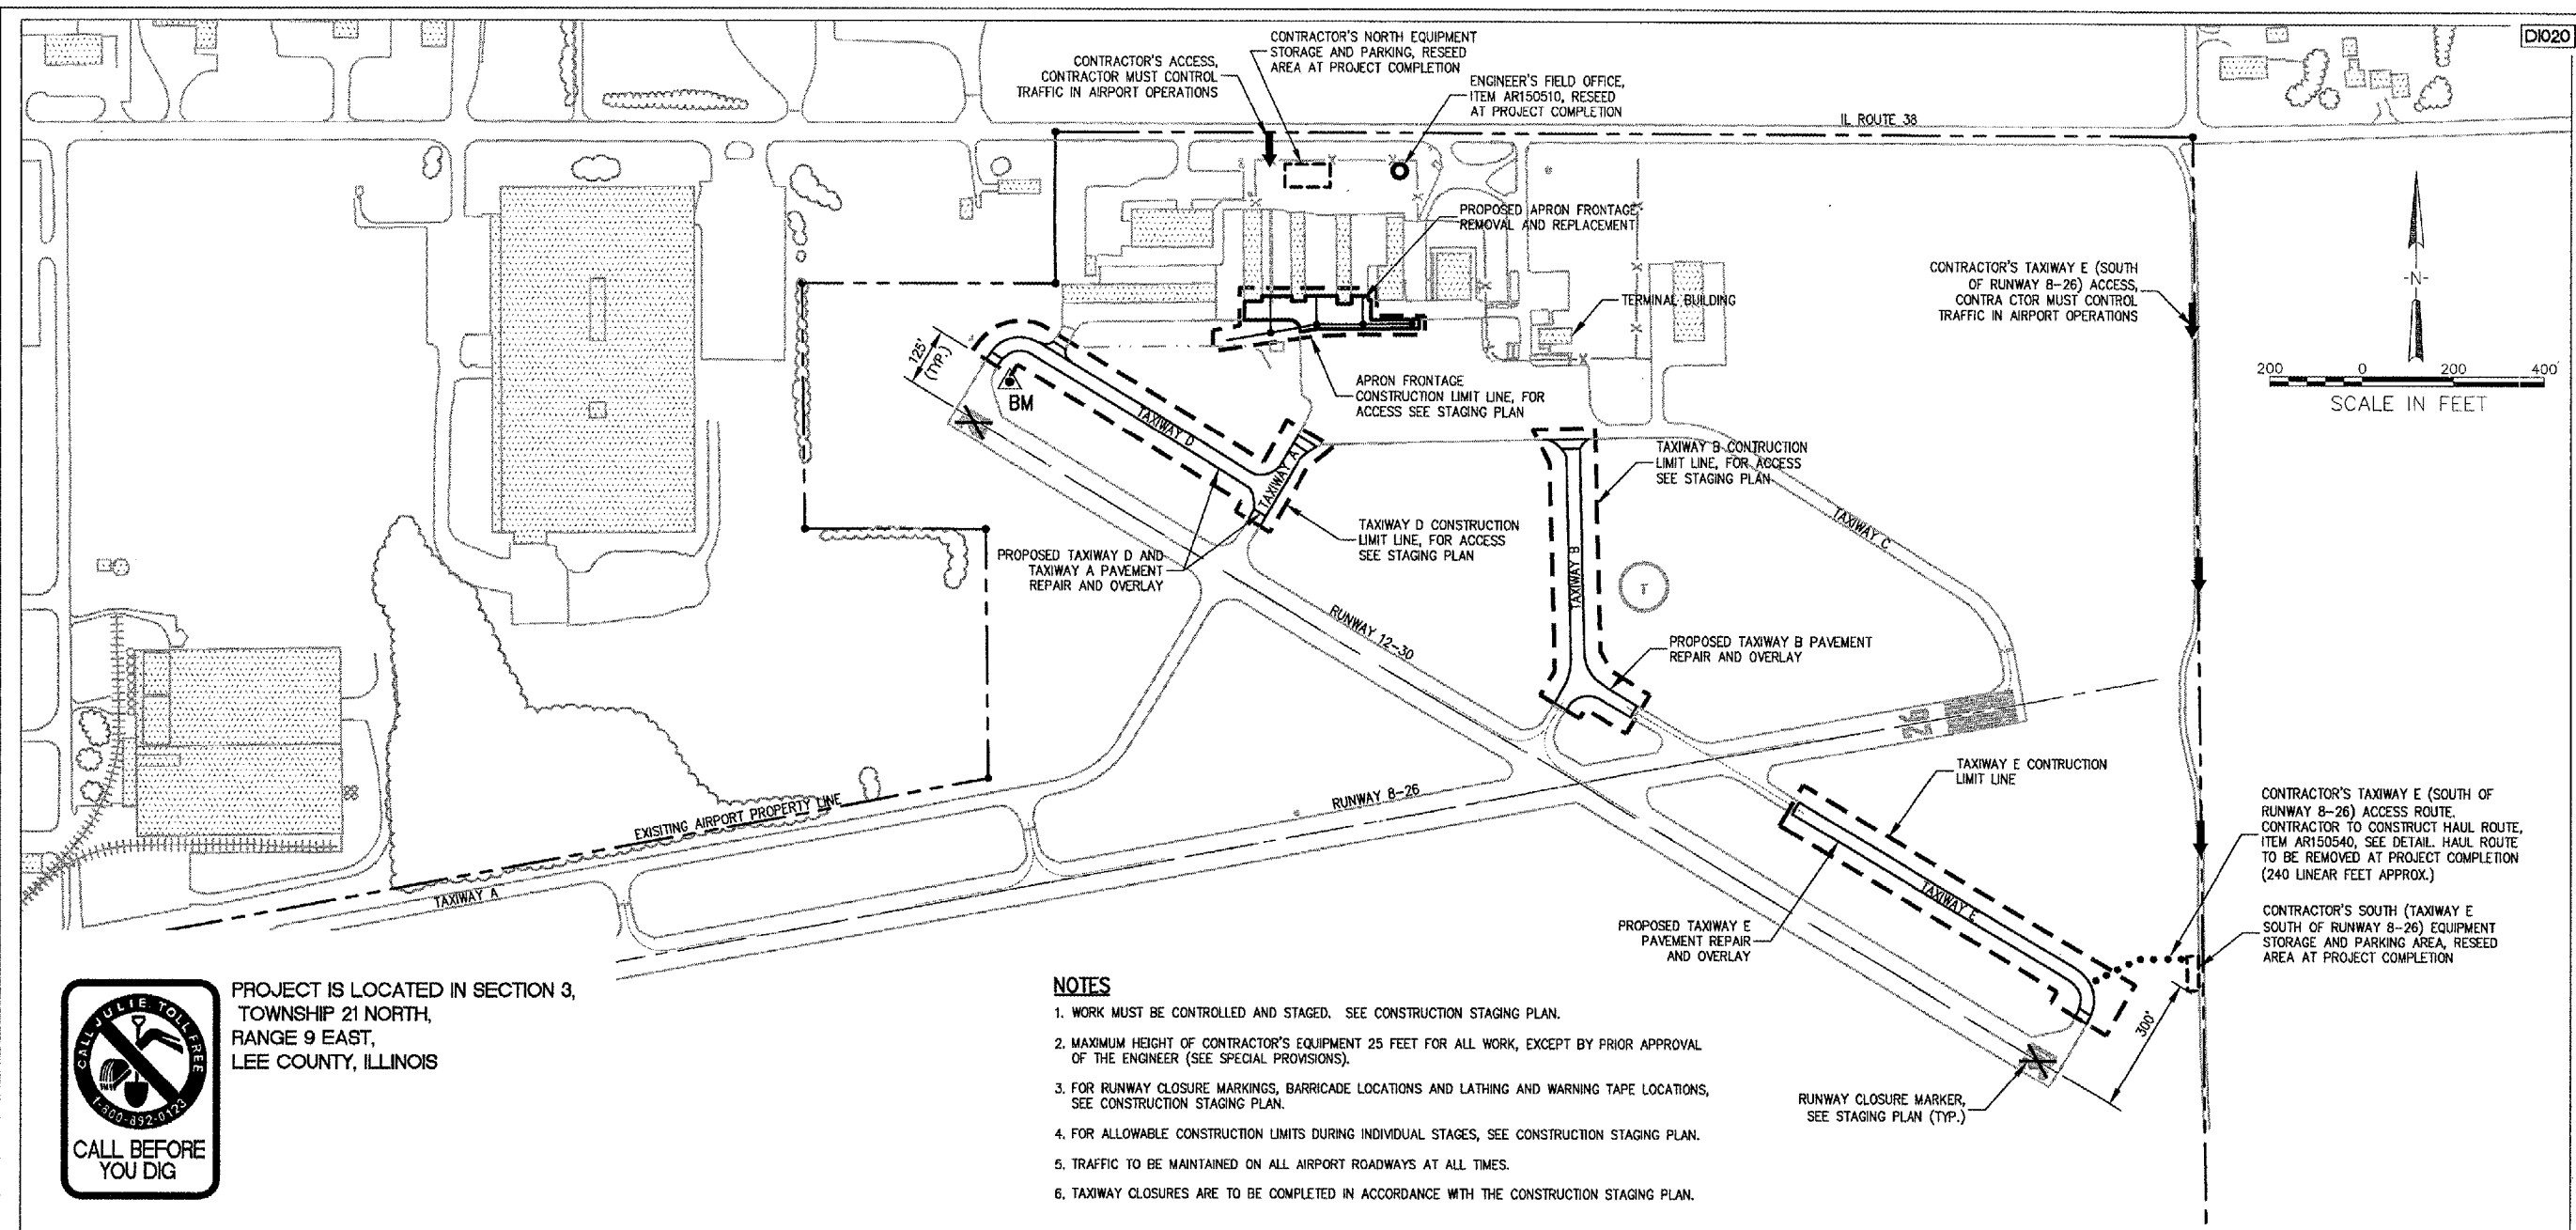 DI020
CONTRACTOR'S NORTH EQUIPMENT
STORAGE AND PARKING, RESEED
AREA AT PROJECT COMPLETION
CONTRACTOR'S ACCESS,
CONTRACTOR MUST CONTROL
TRAFFIC IN AIRPORT OPERATIONS
ENGINEER'S FIELD OFFICE,
ITEM AR150510, RESEED
AT PROJECT COMPLETION
IL ROUTE 38
PROPOSED APRON FRONTAGE
REMOVAL AND REPLACEMENT
CONTRACTOR'S TAXIWAY E (SOUTH
OF RUNWAY 8-26) ACCESS,
CONTRA CTOR MUST CONTROL
TRAFFIC IN AIRPORT OPERATIONS
-N-
TERMINAL BUILDING
200 0 200 400
SCALE IN FEET
125'
(TYP.)
BM
TAXIWAY D
APRON FRONTAGE
CONSTRUCTION LIMIT LINE, FOR
ACCESS SEE STAGING PLAN
TAXIWAY A
TAXIWAY B CONTRUCTION
LIMIT LINE, FOR ACCESS
SEE STAGING PLAN
TAXIWAY C
TAXIWAY D CONSTRUCTION
LIMIT LINE, FOR ACCESS
SEE STAGING PLAN
PROPOSED TAXIWAY D AND
TAXIWAY A PAVEMENT
REPAIR AND OVERLAY
TAXIWAY B
T
RUNWAY 12-30
PROPOSED TAXIWAY B PAVEMENT
REPAIR AND OVERLAY
26
TAXIWAY E CONTRUCTION
LIMIT LINE
RUNWAY 8-26
EXISITING AIRPORT PROPERTY LINE
TAXIWAY A
TAXIWAY E
CONTRACTOR'S TAXIWAY E (SOUTH OF
RUNWAY 8-26) ACCESS ROUTE.
CONTRACTOR TO CONSTRUCT HAUL ROUTE,
ITEM AR150540, SEE DETAIL. HAUL ROUTE
TO BE REMOVED AT PROJECT COMPLETION
(240 LINEAR FEET APPROX.)
PROPOSED TAXIWAY E
PAVEMENT REPAIR
AND OVERLAY
CONTRACTOR'S SOUTH (TAXIWAY E
SOUTH OF RUNWAY 8-26) EQUIPMENT
STORAGE AND PARKING AREA, RESEED
AREA AT PROJECT COMPLETION
300'
RUNWAY CLOSURE MARKER,
SEE STAGING PLAN (TYP.)
CALL JULIE TOLL FREE
1-800-892-0123
CALL BEFORE
YOU DIG
PROJECT IS LOCATED IN SECTION 3,
TOWNSHIP 21 NORTH,
RANGE 9 EAST,
LEE COUNTY, ILLINOIS
NOTES
1. WORK MUST BE CONTROLLED AND STAGED. SEE CONSTRUCTION STAGING PLAN.
2. MAXIMUM HEIGHT OF CONTRACTOR'S EQUIPMENT 25 FEET FOR ALL WORK, EXCEPT BY PRIOR APPROVAL
OF THE ENGINEER (SEE SPECIAL PROVISIONS).
3. FOR RUNWAY CLOSURE MARKINGS, BARRICADE LOCATIONS AND LATHING AND WARNING TAPE LOCATIONS,
SEE CONSTRUCTION STAGING PLAN.
4. FOR ALLOWABLE CONSTRUCTION LIMITS DURING INDIVIDUAL STAGES, SEE CONSTRUCTION STAGING PLAN.
5. TRAFFIC TO BE MAINTAINED ON ALL AIRPORT ROADWAYS AT ALL TIMES.
6. TAXIWAY CLOSURES ARE TO BE COMPLETED IN ACCORDANCE WITH THE CONSTRUCTION STAGING PLAN.